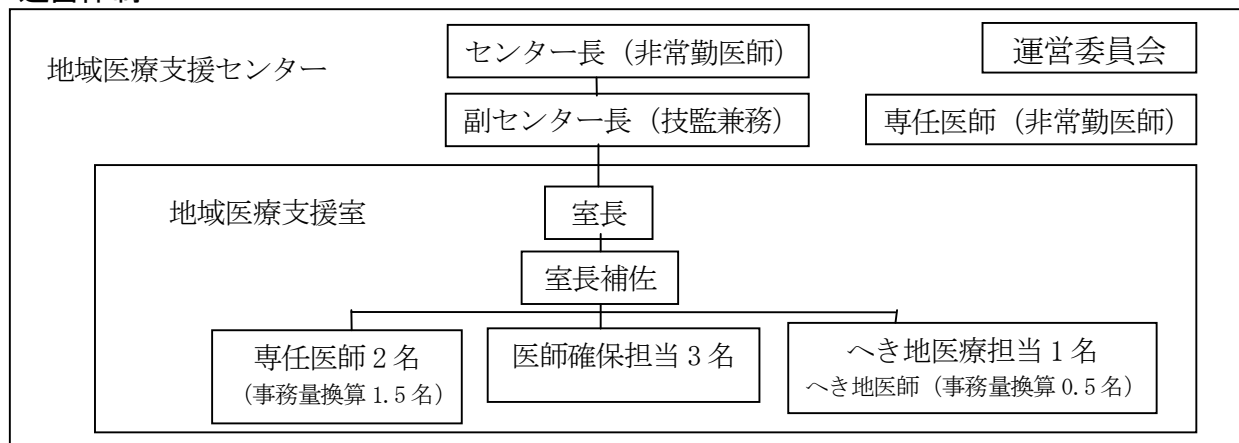 センター長（非常勤医師）
運営委員会
地域医療支援センター
副センター長（技監兼務）
専任医師（非常勤医師）
地域医療支援室
室長
室長補佐
専任医師2名
（事務量換算1.5名）
医師確保担当3名
へき地医療担当1名
へき地医師（事務量換算0.5名）